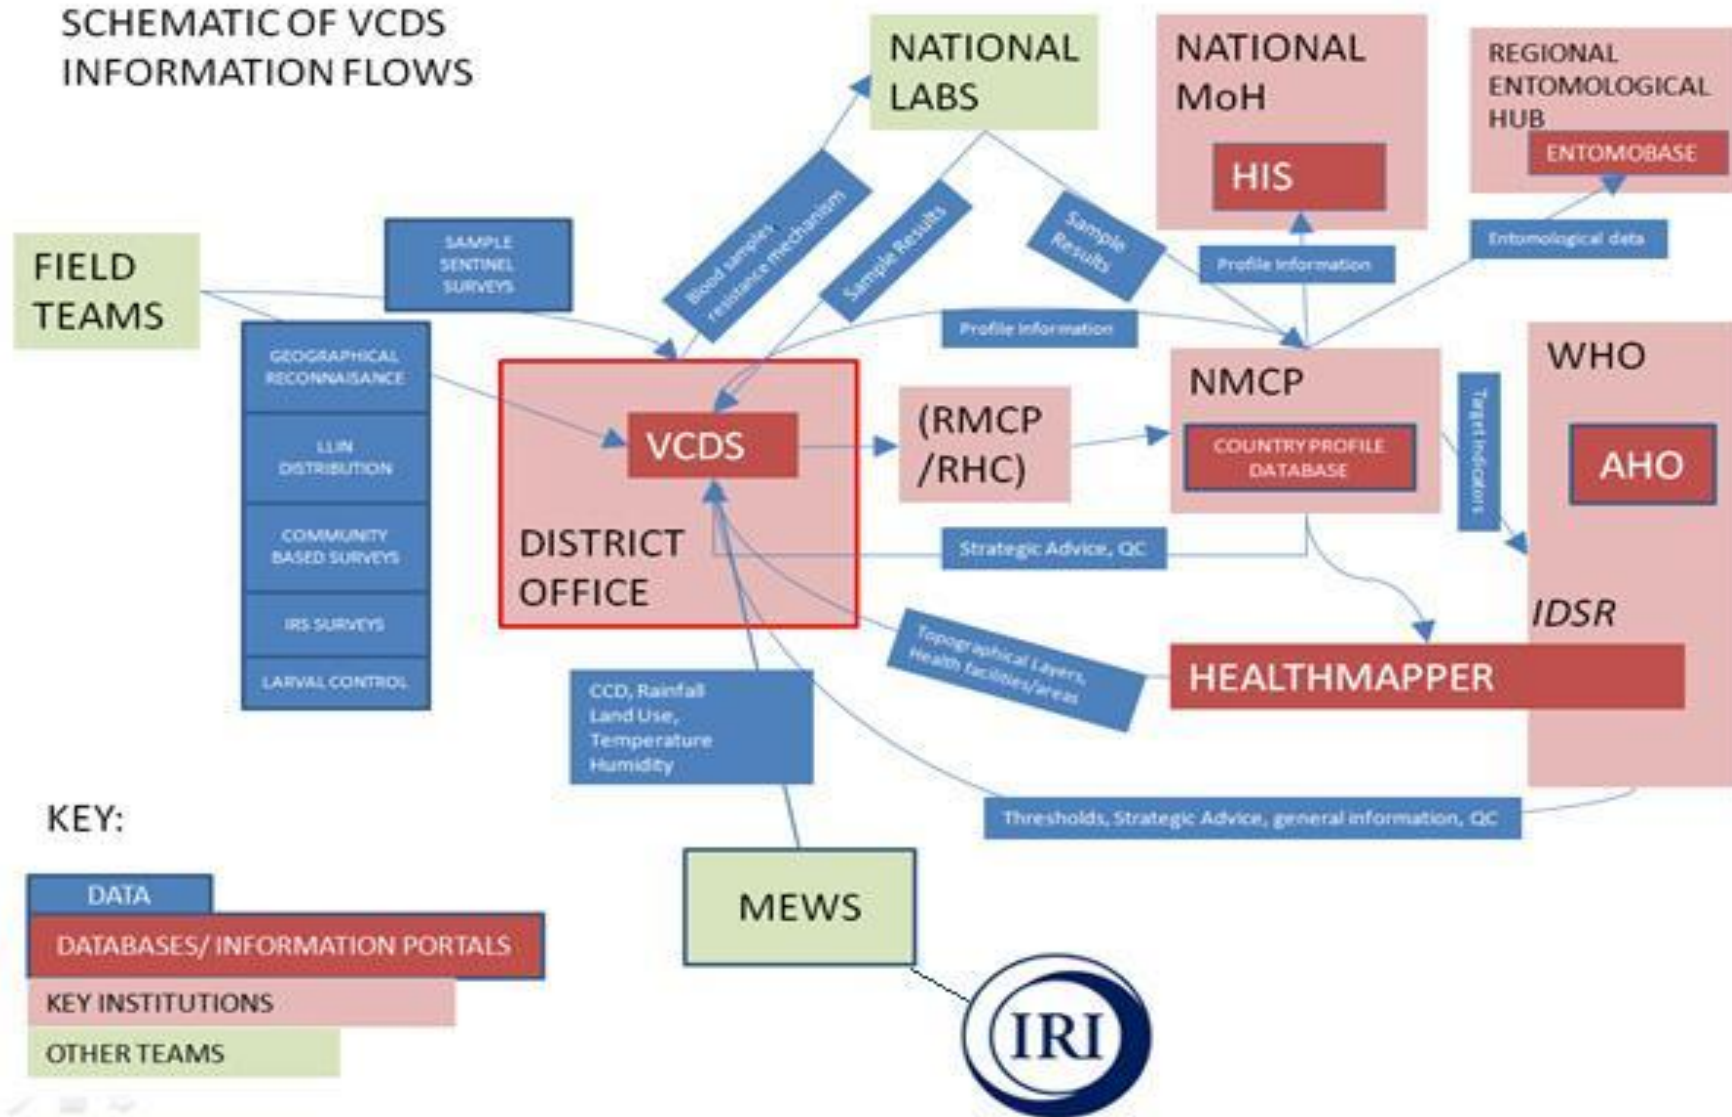 SCHEMATIC OF VCDS
INFORMATION FLOWS
NATIONAL
LABS
NATIONAL
MoH
HIS
REGIONAL
ENTOMOLOGICAL
HUB
ENTOMOBASE
FIELD
TEAMS
SAMPLE
SENTINEL
SURVEYS
Blood samples,
resistance mechanism
Sample Results
Sample
Results
Profile Information
Entomological data
Profile Information
GEOGRAPHICAL
RECONNAISANCE
LLIN
DISTRIBUTION
COMMUNITY
BASED SURVEYS
IRS SURVEYS
LARVAL CONTROL
VCDS
DISTRICT
OFFICE
(RMCP
/RHC)
NMCP
COUNTRY PROFILE
DATABASE
Target Indicators
WHO
AHO
IDSR
Strategic Advice, QC
Topographical Layers,
Health facilities/areas
HEALTHMAPPER
CCD, Rainfall
Land Use,
Temperature
Humidity
Thresholds, Strategic Advice, general information, QC
MEWS
IRI
KEY:
DATA
DATABASES/ INFORMATION PORTALS
KEY INSTITUTIONS
OTHER TEAMS